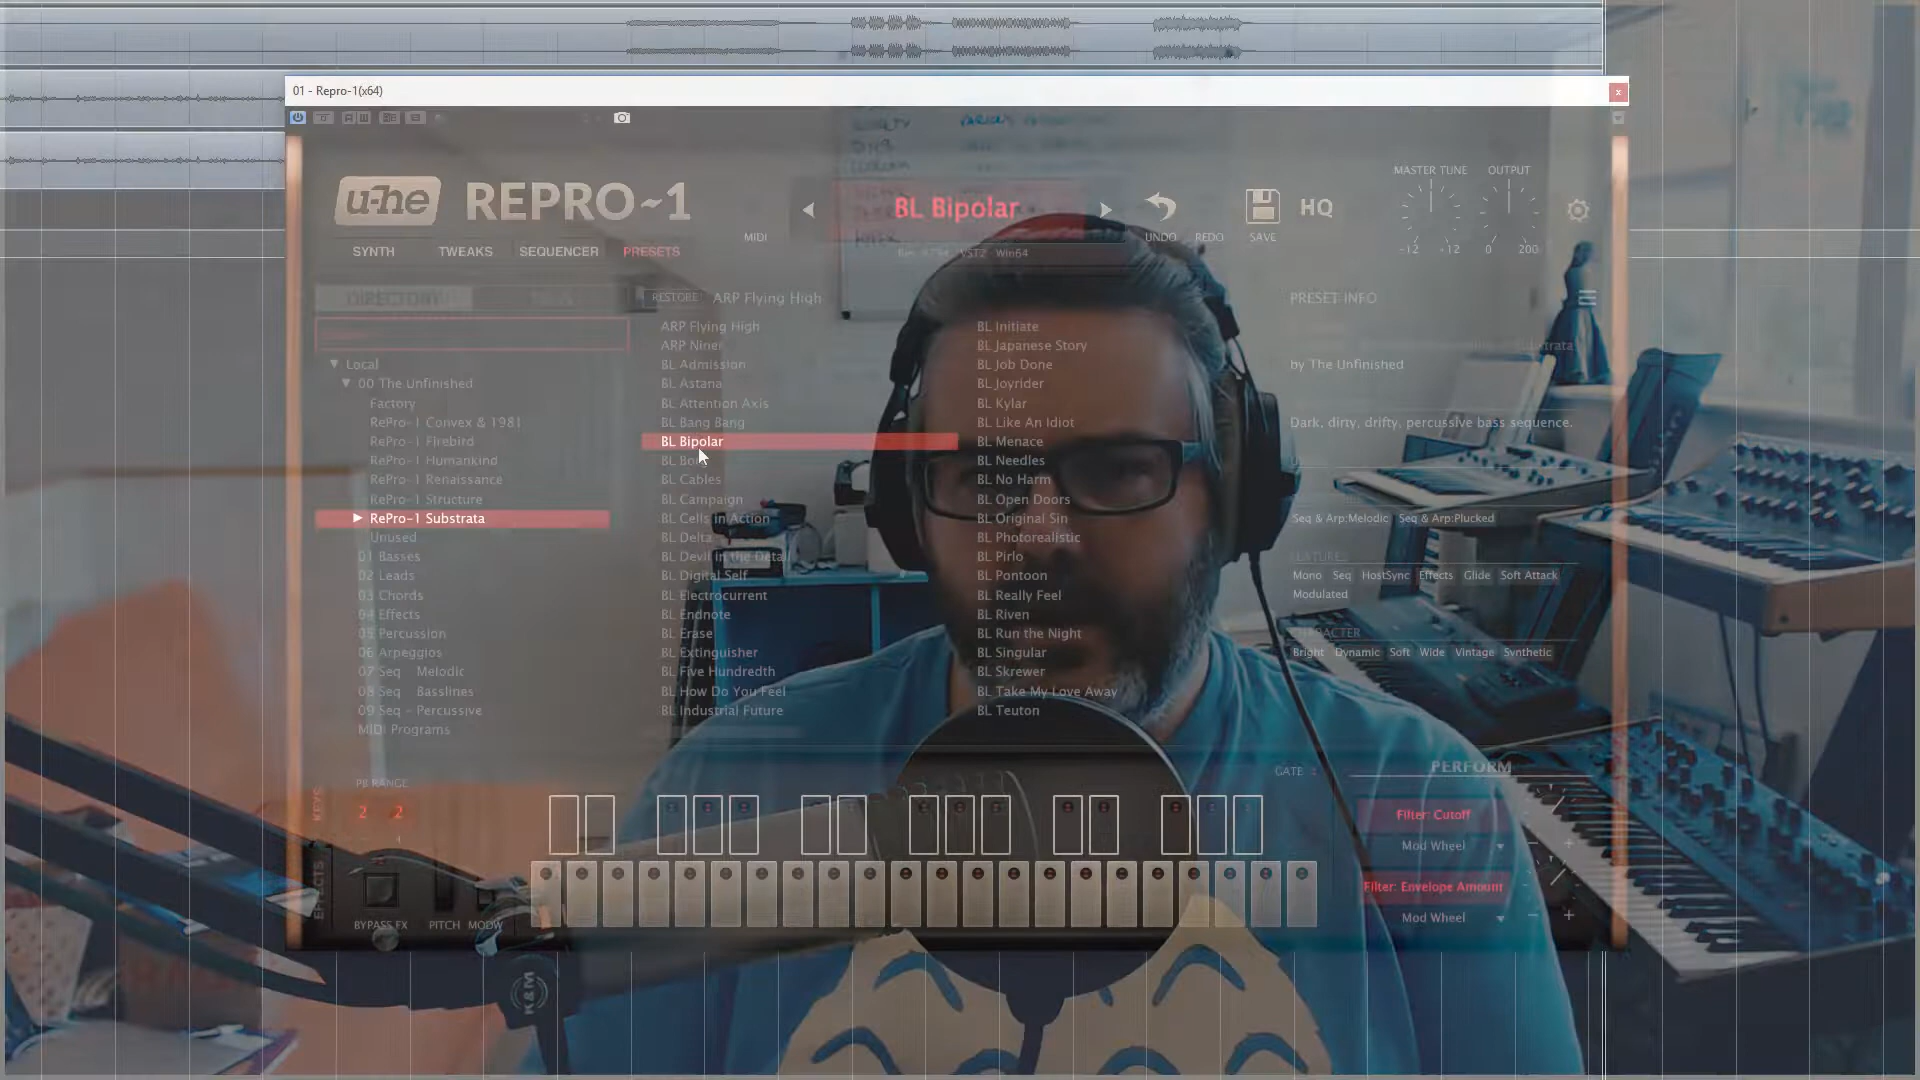 01 - Repro-1(x64)
u-he REPRO~1
BL Bipolar
MIDI
UNDO REDO SAVE HQ
MASTER TUNE OUTPUT
-12 +12 0 200
VST2 - Win64
SYNTH TWEAKS SEQUENCER PRESETS
DIRECTORY
RESTORE ARP Flying High
PRESET INFO
Local
00 The Unfinished
Factory
RePro-1 Convex & 1981
RePro-1 Firebird
RePro-1 Humankind
RePro-1 Renaissance
RePro-1 Structure
RePro-1 Substrata
Unused
01 Basses
02 Leads
03 Chords
04 Effects
05 Percussion
06 Arpeggios
07 Seq Melodic
08 Seq Basslines
09 Seq - Percussive
MIDI Programs
ARP Flying High
ARP Niner
BL Admission
BL Astana
BL Attention Axis
BL Bang Bang
BL Bipolar
BL Cables
BL Campaign
BL Cells in Action
BL Delta
BL Devil in the Detail
BL Digital Self
BL Electrocurrent
BL Endnote
BL Erase
BL Extinguisher
BL Five Hundredth
BL How Do You Feel
BL Industrial Future
BL Initiate
BL Japanese Story
BL Job Done
BL Joyrider
BL Kylar
BL Like An Idiot
BL Menace
BL Needles
BL No Harm
BL Open Doors
BL Original Sin
BL Photorealistic
BL Pirlo
BL Pontoon
BL Really Feel
BL Riven
BL Run the Night
BL Singular
BL Skrewer
BL Take My Love Away
BL Teuton
by The Unfinished
Dark, dirty, drifty, percussive bass sequence.
Seq & Arp:Melodic Seq & Arp:Plucked
FEATURES
Mono Seq HostSync Effects Glide Soft Attack
Modulated
CHARACTER
Bright Dynamic Soft Wide Vintage Synthetic
KEYS
EFFECTS
PB RANGE
2 2
BYPASS FX PITCH MODW
GATE
PERFORM
Filter: Cutoff
Mod Wheel
Filter: Envelope Amount
Mod Wheel
K&M